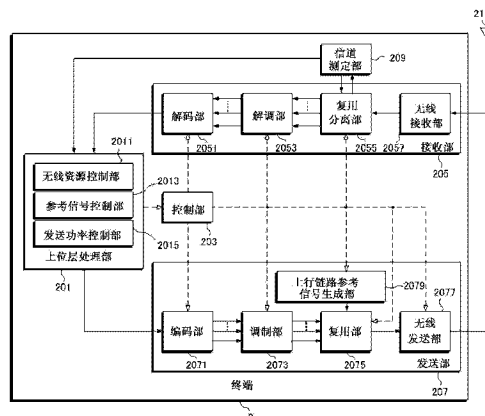 21
信道
测定部
209
解码部
解调部
复用
分离部
无线
接收部
2051
2053
2055
2057
接收部
205
2011
无线资源控制部
2013
参考信号控制部
发送功率控制部
2015
上位层处理部
201
控制部
203
上行链路参考
信号生成部
2079
2077
编码部
调制部
复用部
无线
发送部
2071
2073
2075
发送部
207
终端